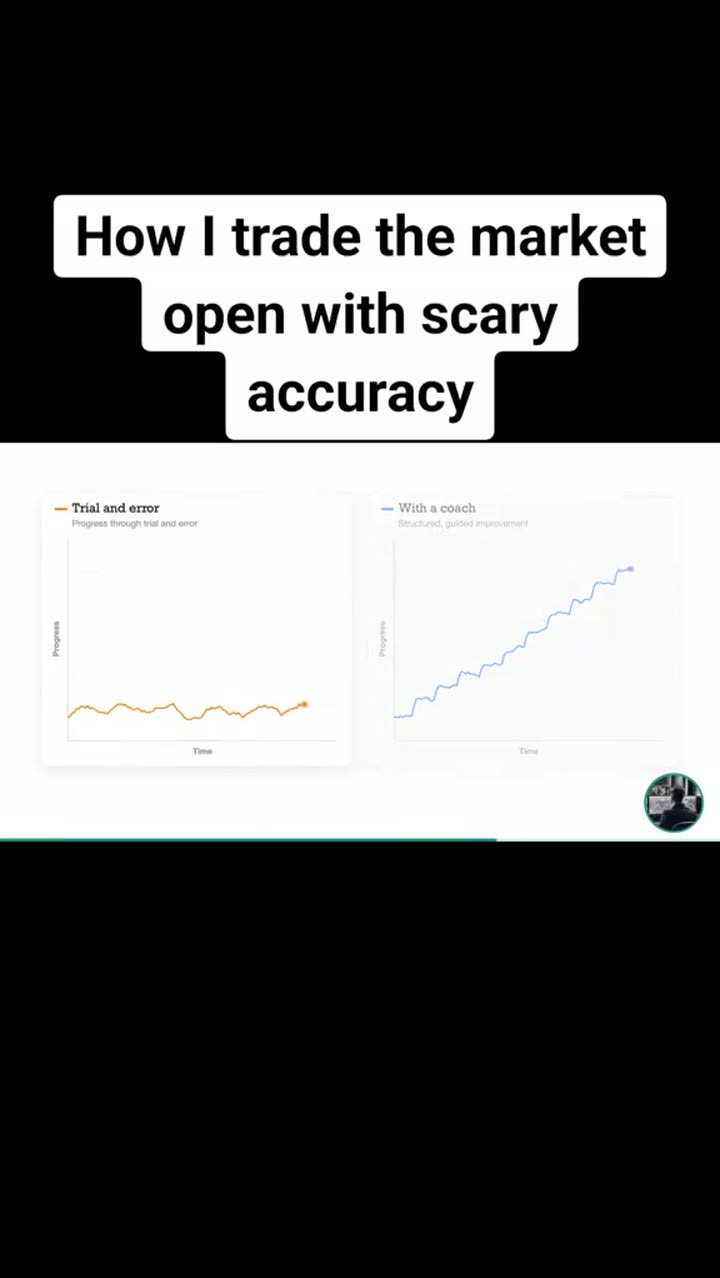 How I trade the market
open with scary
accuracy
Trial and error
Progress through trial and error
Progress
Time
With a coach
Structured, guided improvement
Progress
Time